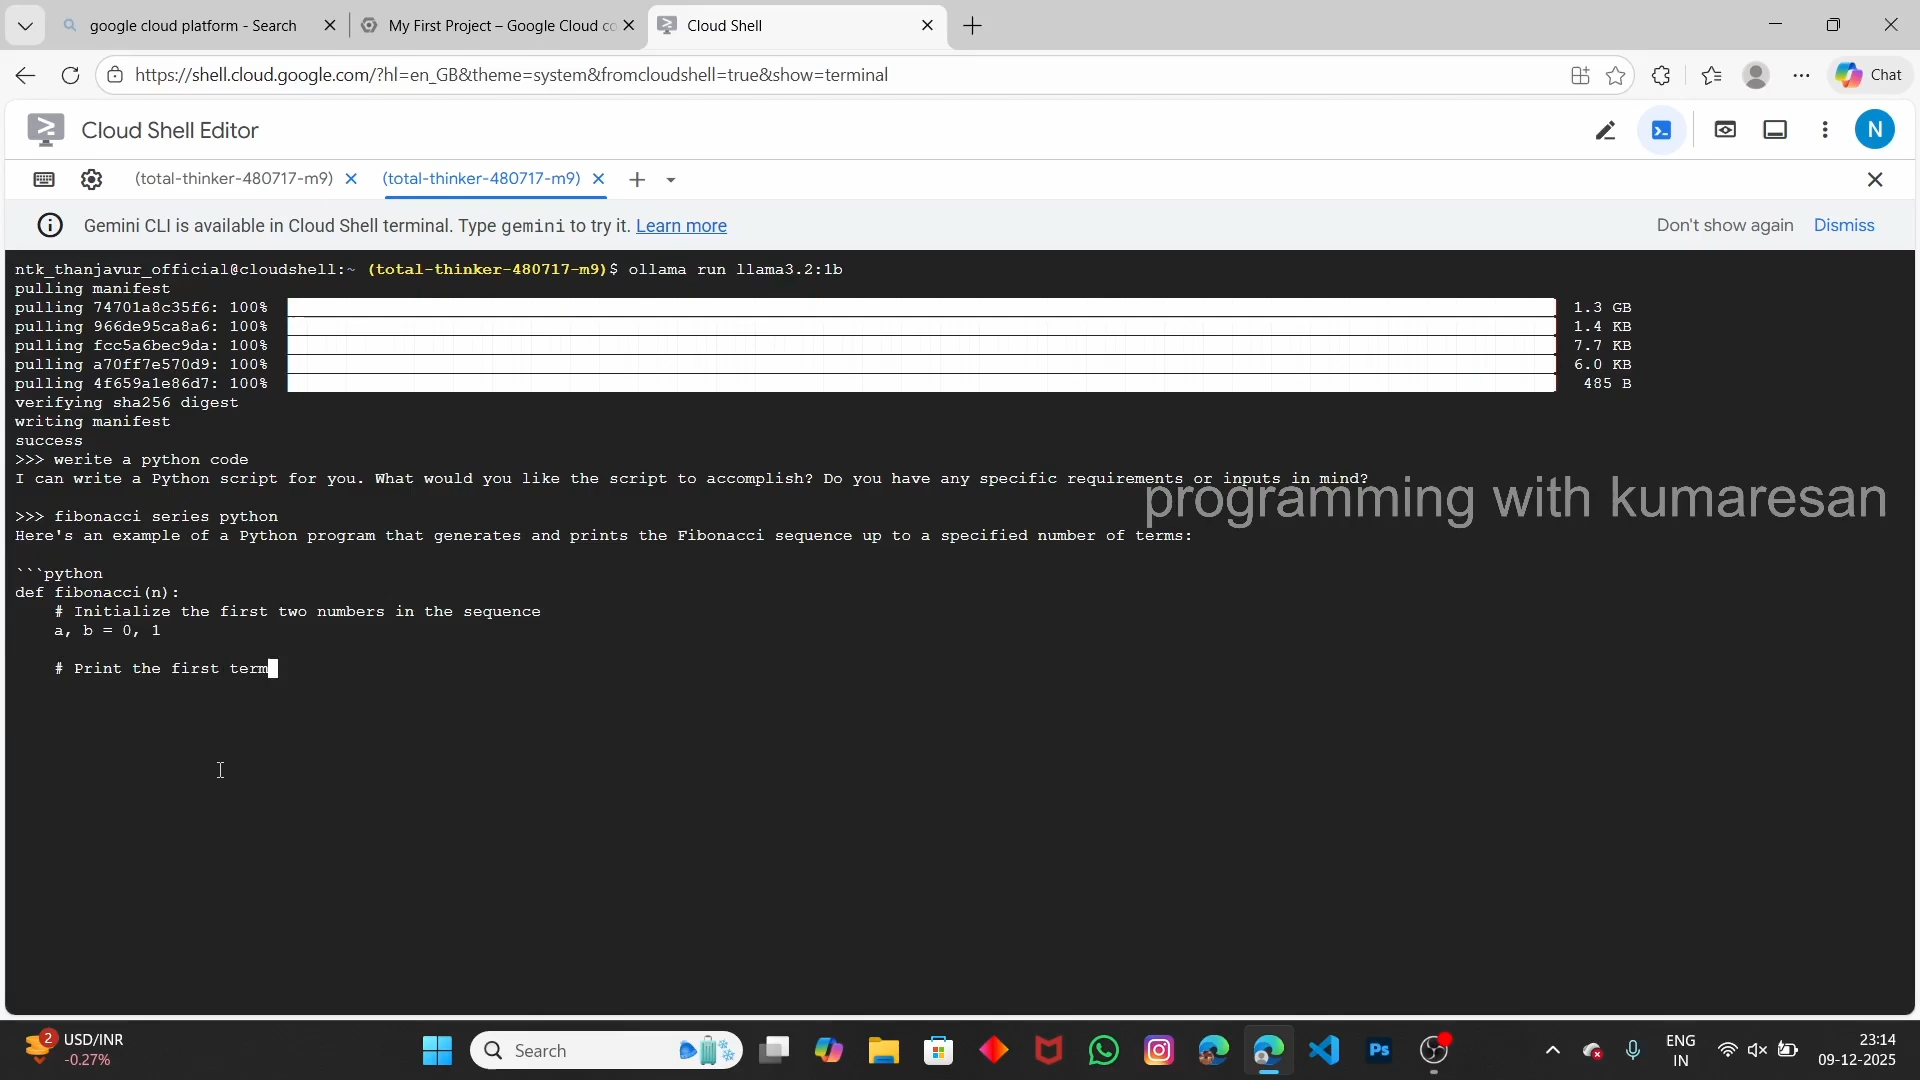 google cloud platform - Search
My First Project – Google Cloud co
Cloud Shell
https://shell.cloud.google.com/?hl=en_GB&theme=system&fromcloudshell=true&show=terminal
Chat
Cloud Shell Editor
N
(total-thinker-480717-m9)
(total-thinker-480717-m9)
Gemini CLI is available in Cloud Shell terminal. Type gemini to try it. Learn more
Don't show again
Dismiss
ntk_thanjavur_official@cloudshell:~ (total-thinker-480717-m9)$ ollama run llama3.2:1b
pulling manifest
pulling 74701a8c35f6: 100% 1.3 GB
pulling 966de95ca8a6: 100% 1.4 KB
pulling fcc5a6bec9da: 100% 7.7 KB
pulling a70ff7e570d9: 100% 6.0 KB
pulling 4f659a1e86d7: 100% 485 B
verifying sha256 digest
writing manifest
success
>>> werite a python code
I can write a Python script for you. What would you like the script to accomplish? Do you have any specific requirements or inputs in mind?
programming with kumaresan
>>> fibonacci series python
Here's an example of a Python program that generates and prints the Fibonacci sequence up to a specified number of terms:
```python
def fibonacci(n):
# Initialize the first two numbers in the sequence
a, b = 0, 1
# Print the first term
2
USD/INR
-0.27%
Search
Ps
ENG
IN
23:14
09-12-2025